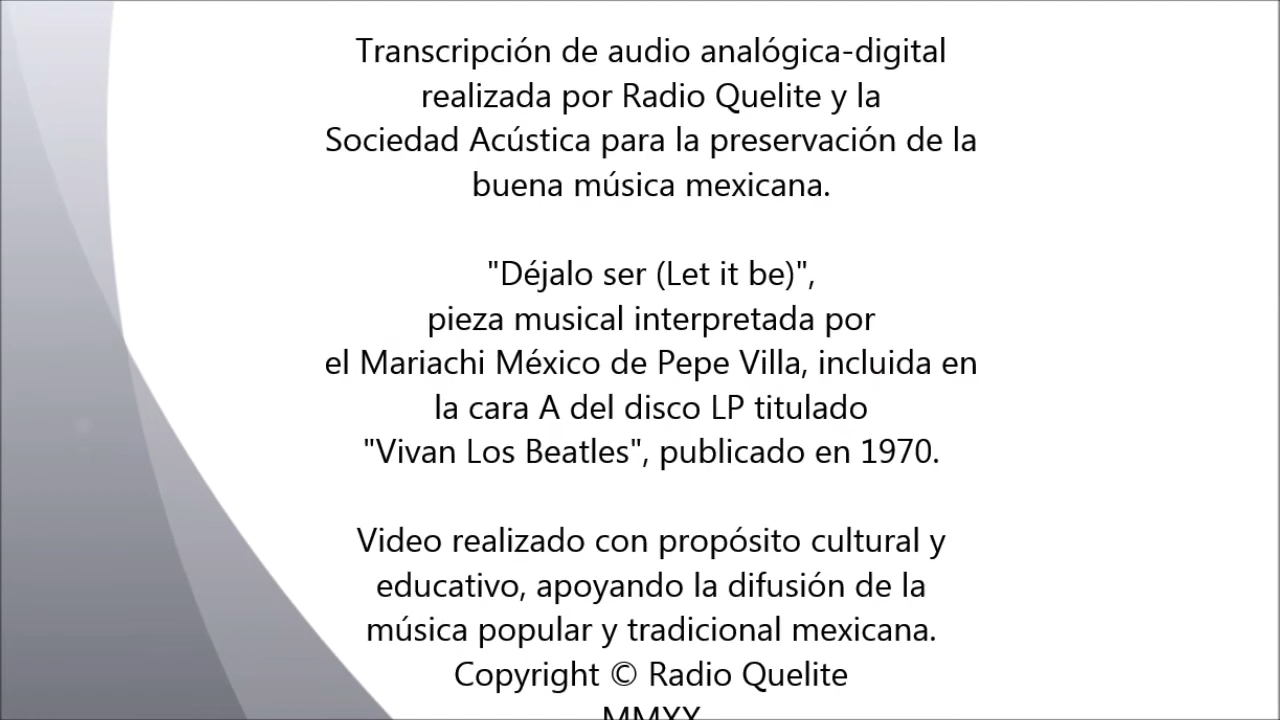 Transcripción de audio analógica-digital
realizada por Radio Quelite y la
Sociedad Acústica para la preservación de la
buena música mexicana.
"Déjalo ser (Let it be)",
pieza musical interpretada por
el Mariachi México de Pepe Villa, incluida en
la cara A del disco LP titulado
"Vivan Los Beatles", publicado en 1970.
Video realizado con propósito cultural y
educativo, apoyando la difusión de la
música popular y tradicional mexicana.
Copyright © Radio Quelite
MMXX